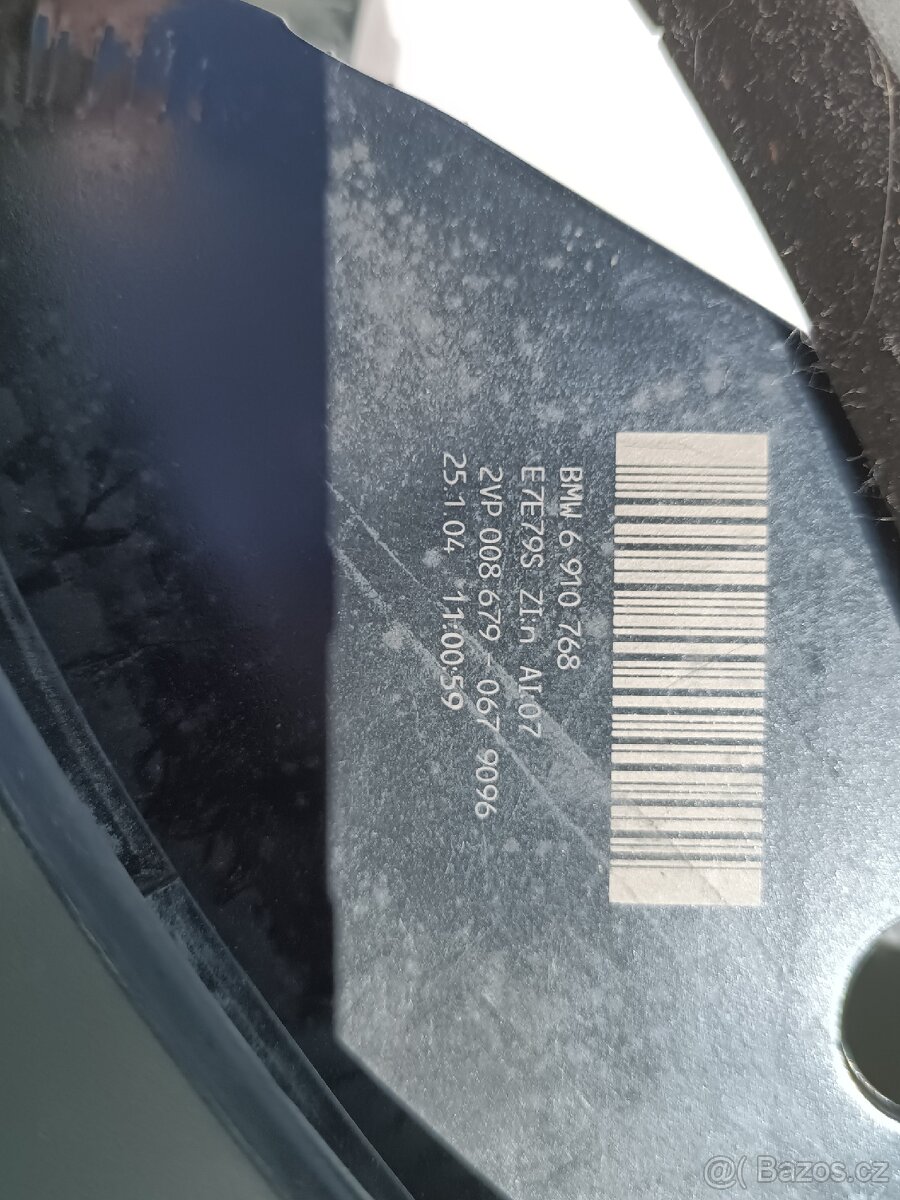 BMW 6 910 768
E7E79S ZI:n AI:07
2VP 008 679-067 9096
25.1.04 11:00:59
@( Bazos.cz